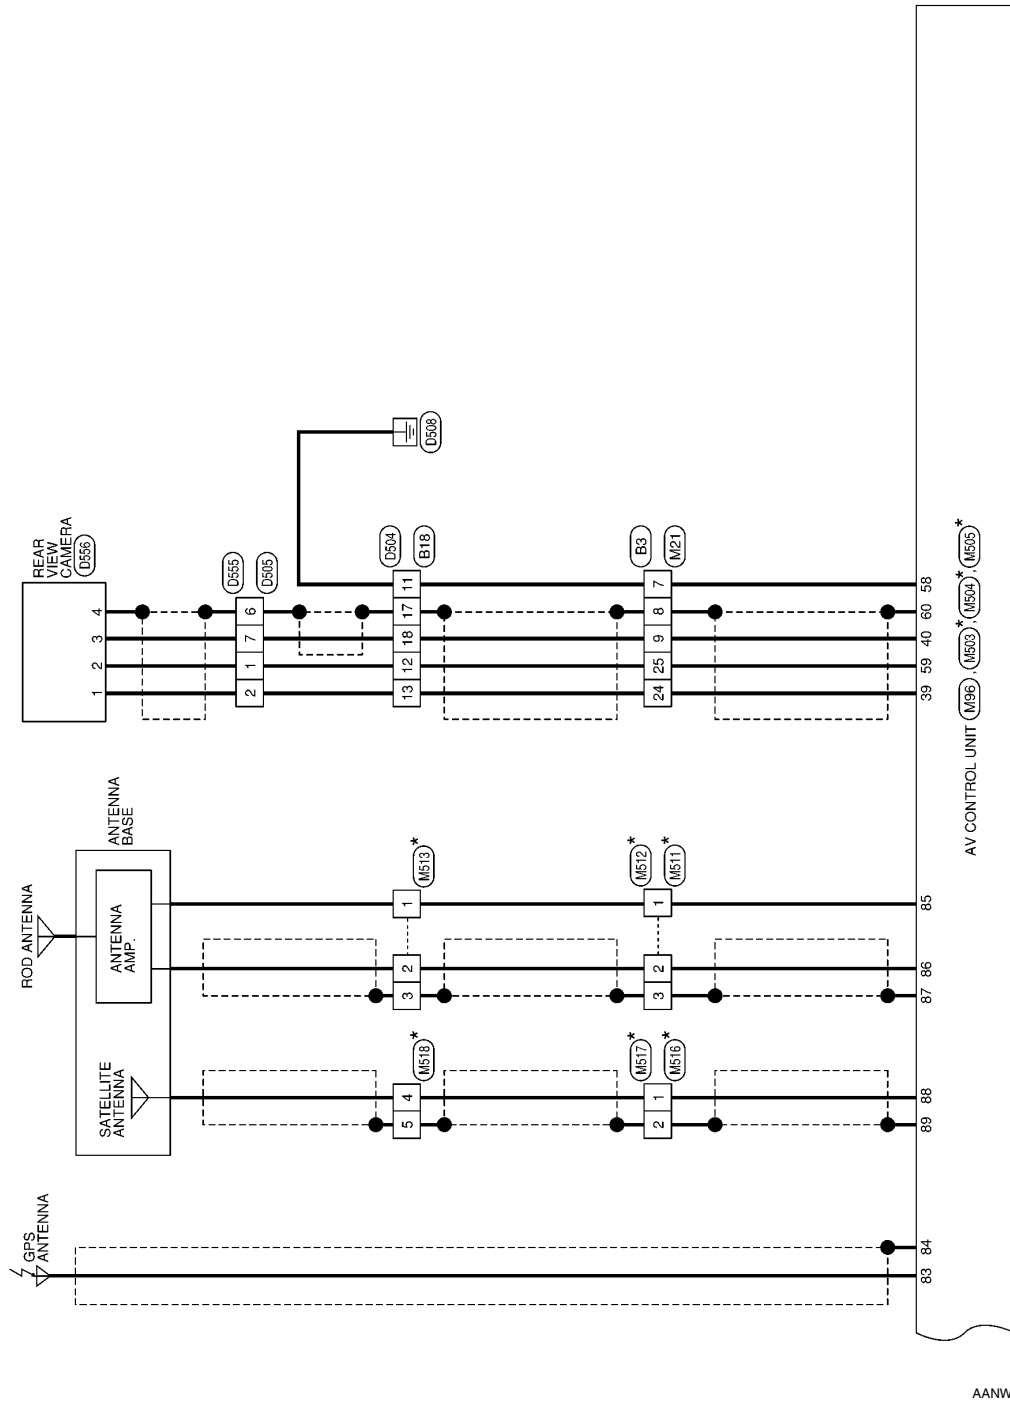 GPS
ANTENNA
SATELLITE
ANTENNA
ROD ANTENNA
ANTENNA
AMP.
ANTENNA
BASE
REAR
VIEW
CAMERA
D556
1 2 3 4
D555
2 1 7 6
D505
D504
5 4
M518 *
3 2 1
M513 *
13 12 18 17 11
B18
D508
M517 *
2 1
M516 *
M512 *
3 2 1
M511 *
B3
24 25 9 8 7
M21
83 84 89 88 87 86 85 39 59 40 60 58
AV CONTROL UNIT M96 , M503 * , M504 * , M505 *
AANW